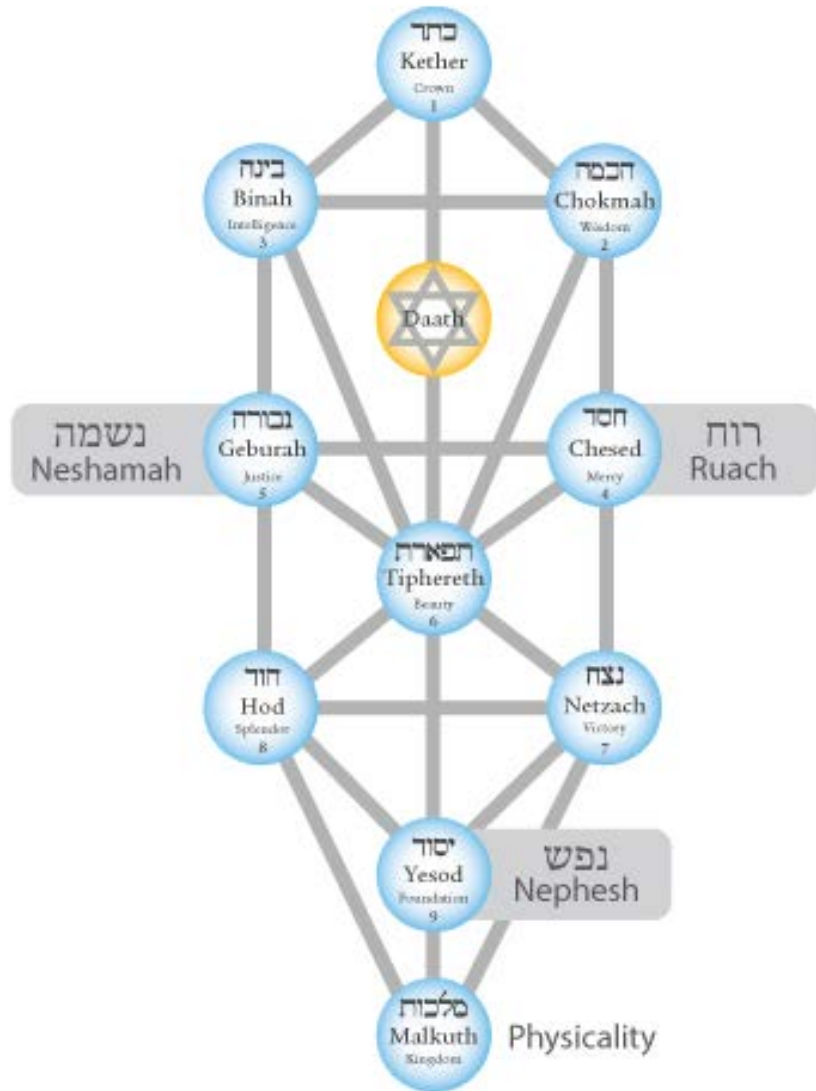 כתר
Kether
Crown
1
בינה
Binah
Intelligence
3
חכמה
Chokmah
Wisdom
2
Daath
נשמה
Neshamah
גבורה
Geburah
Justice
5
חסד
Chesed
Mercy
4
רוח
Ruach
תפארת
Tiphereth
Beauty
6
הוד
Hod
Splendor
8
נצח
Netzach
Victory
7
יסוד
Yesod
Foundation
9
נפש
Nephesh
מלכות
Malkuth
Kingdom
Physicality